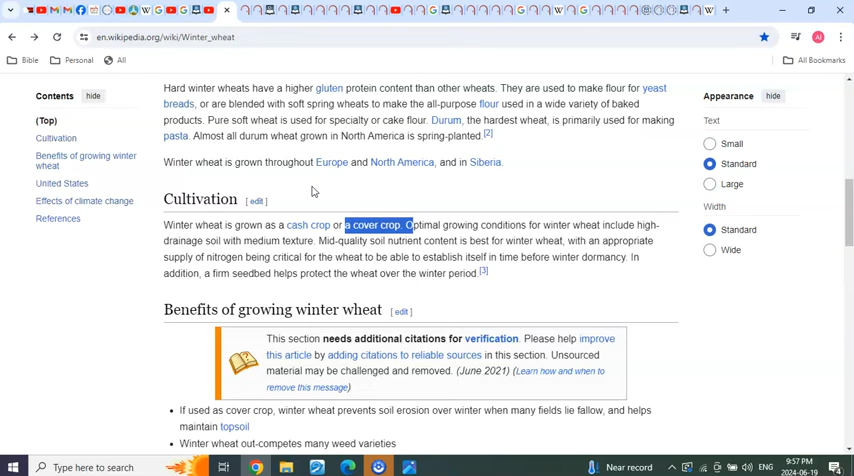 en.wikipedia.org/wiki/Winter_wheat
Bible Personal All All Bookmarks
Contents hide
(Top)
Cultivation
Benefits of growing winter
wheat
United States
Effects of climate change
References
Hard winter wheats have a higher gluten protein content than other wheats. They are used to make flour for yeast
breads, or are blended with soft spring wheats to make the all-purpose flour used in a wide variety of baked
products. Pure soft wheat is used for specialty or cake flour. Durum, the hardest wheat, is primarily used for making
pasta. Almost all durum wheat grown in North America is spring-planted.[2]
Winter wheat is grown throughout Europe and North America, and in Siberia.
Cultivation [ edit ]
Winter wheat is grown as a cash crop or a cover crop. Optimal growing conditions for winter wheat include high-
drainage soil with medium texture. Mid-quality soil nutrient content is best for winter wheat, with an appropriate
supply of nitrogen being critical for the wheat to be able to establish itself in time before winter dormancy. In
addition, a firm seedbed helps protect the wheat over the winter period.[3]
Benefits of growing winter wheat [ edit ]
This section needs additional citations for verification. Please help improve
this article by adding citations to reliable sources in this section. Unsourced
material may be challenged and removed. (June 2021) (Learn how and when to
remove this message)
• If used as cover crop, winter wheat prevents soil erosion over winter when many fields lie fallow, and helps
maintain topsoil
• Winter wheat out-competes many weed varieties
Appearance hide
Text
Small
Standard
Large
Width
Standard
Wide
Type here to search
Near record
ENG
9:57 PM
2024-06-19